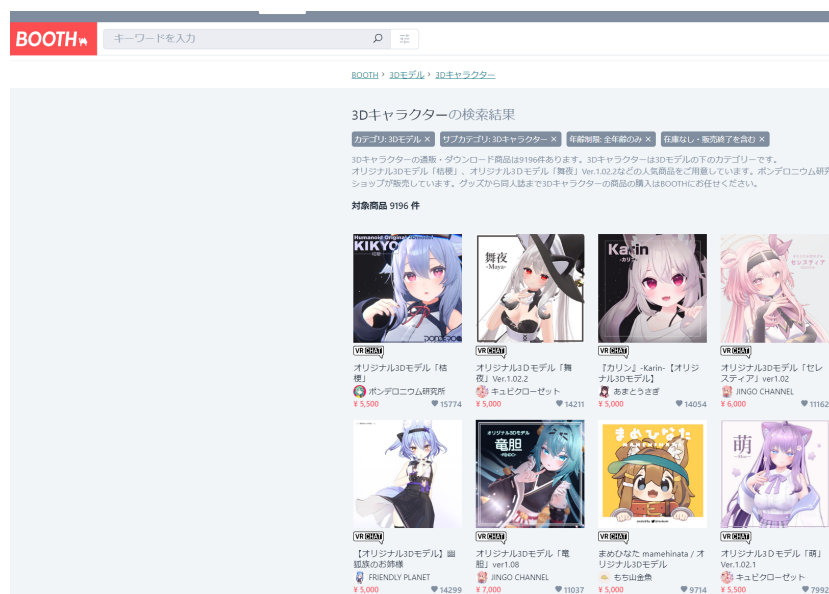 BOOTH
キーワードを入力
BOOTH › 3Dモデル › 3Dキャラクター
3Dキャラクターの検索結果
カテゴリ: 3Dモデル × サブカテゴリ: 3Dキャラクター × 年齢制限: 全年齢のみ × 在庫なし・販売終了を含む ×
3Dキャラクターの通販・ダウンロード商品は9196件あります。3Dキャラクターは3Dモデルの下のカテゴリーです。
オリジナル3Dモデル「桔梗」、オリジナル3Dモデル「舞夜」Ver.1.02.2などの人気商品をご用意しています。ポンデロニウム研究
ショップが販売しています。グッズから同人誌まで3Dキャラクターの商品の購入はBOOTHにお任せください。
対象商品 9196 件
Humanoid Original 3Dmodel
KIKYO
桔梗
舞夜
-Maya-
Karin
-カリン-
セレスティア
VRCHAT VRCHAT VRCHAT VRCHAT
オリジナル3Dモデル「桔
梗」
ポンデロニウム研究所
¥ 5,500 15774
オリジナル3Dモデル「舞
夜」Ver.1.02.2
キュビクローゼット
¥ 5,000 14211
『カリン』-Karin-【オリジ
ナル3Dモデル】
あまとうさぎ
¥ 5,000 14054
オリジナル3Dモデル「セレ
スティア」ver1.02
JINGO CHANNEL
¥ 6,000 11162
オリジナル3Dモデル
竜胆
まめひなた
MAMEHINATA
萌
VRCHAT VRCHAT VRCHAT VRCHAT
【オリジナル3Dモデル】幽
狐族のお姉様
FRIENDLY PLANET
¥ 5,000 14299
オリジナル3Dモデル「竜
胆」ver1.08
JINGO CHANNEL
¥ 7,000 11037
まめひなた mamehinata / オ
リジナル3Dモデル
もち山金魚
¥ 5,000 9714
オリジナル3Dモデル「萌」
Ver.1.02.1
キュビクローゼット
¥ 5,500 7992